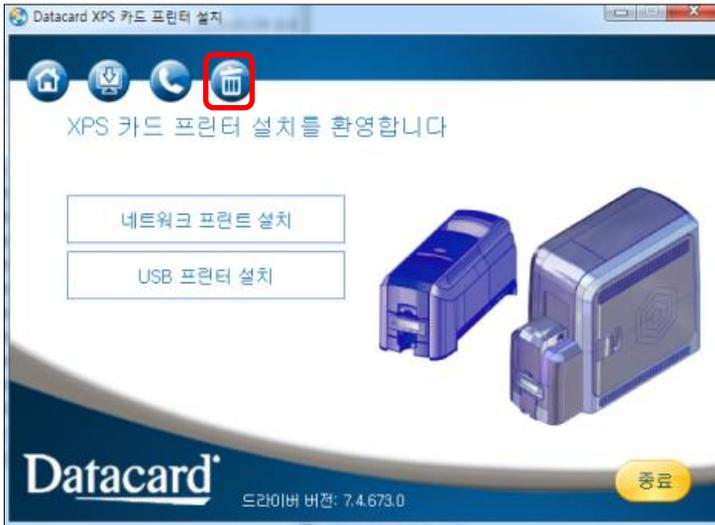 Datacard XPS 카드 프린터 설치
XPS 카드 프린터 설치를 환영합니다
네트워크 프린트 설치
USB 프린터 설치
Datacard
드라이버 버전: 7.4.673.0
종료